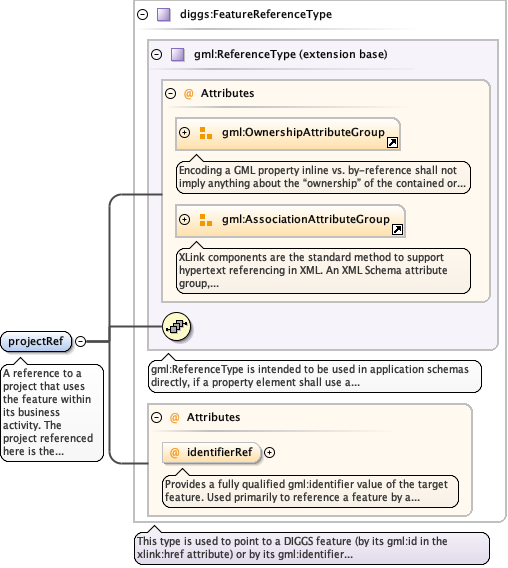 diggs:FeatureReferenceType
gml:ReferenceType (extension base)
@ Attributes
gml:OwnershipAttributeGroup
Encoding a GML property inline vs. by-reference shall not
imply anything about the “ownership” of the contained or...
gml:AssociationAttributeGroup
XLink components are the standard method to support
hypertext referencing in XML. An XML Schema attribute
group,...
projectRef
A reference to a
project that uses
the feature within
its business
activity. The
project referenced
here is the...
gml:ReferenceType is intended to be used in application schemas
directly, if a property element shall use a...
@ Attributes
@ identifierRef
Provides a fully qualified gml:identifier value of the target
feature. Used primarily to reference a feature by a...
This type is used to point to a DIGGS feature (by its gml:id in the
xlink:href attribute) or by its gml:identifier...